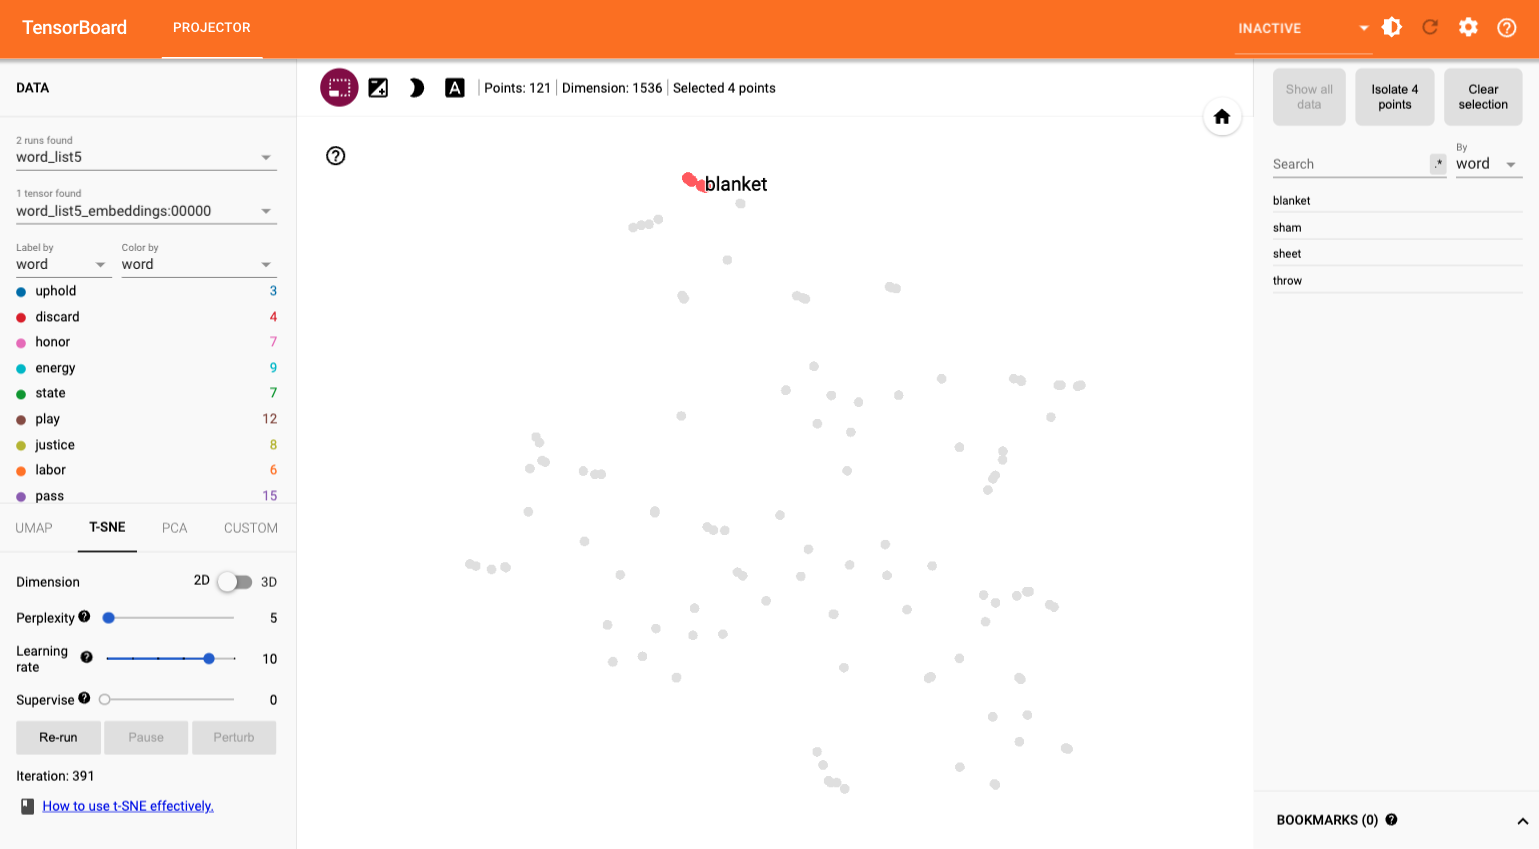 TensorBoard
PROJECTOR
INACTIVE
DATA
2 runs found
word_list5
1 tensor found
word_list5_embeddings:00000
Label by
word
Color by
word
uphold 3
discard 4
honor 7
energy 9
state 7
play 12
justice 8
labor 6
pass 15
UMAP T-SNE PCA CUSTOM
Dimension 2D 3D
Perplexity ? 5
Learning rate ? 10
Supervise ? 0
Re-run Pause Perturb
Iteration: 391
How to use t-SNE effectively.
A
Points: 121 Dimension: 1536 Selected 4 points
blanket
Show all data
Isolate 4 points
Clear selection
Search .*
By
word
blanket
sham
sheet
throw
BOOKMARKS (0) ?